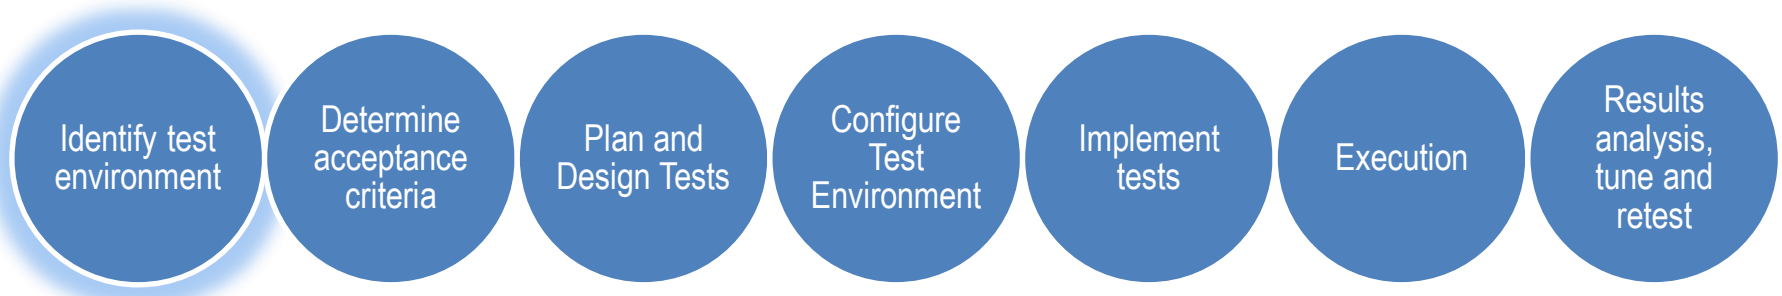 Identify test
environment
Determine
acceptance
criteria
Plan and
Design Tests
Configure
Test
Environment
Implement
tests
Execution
Results
analysis,
tune and
retest